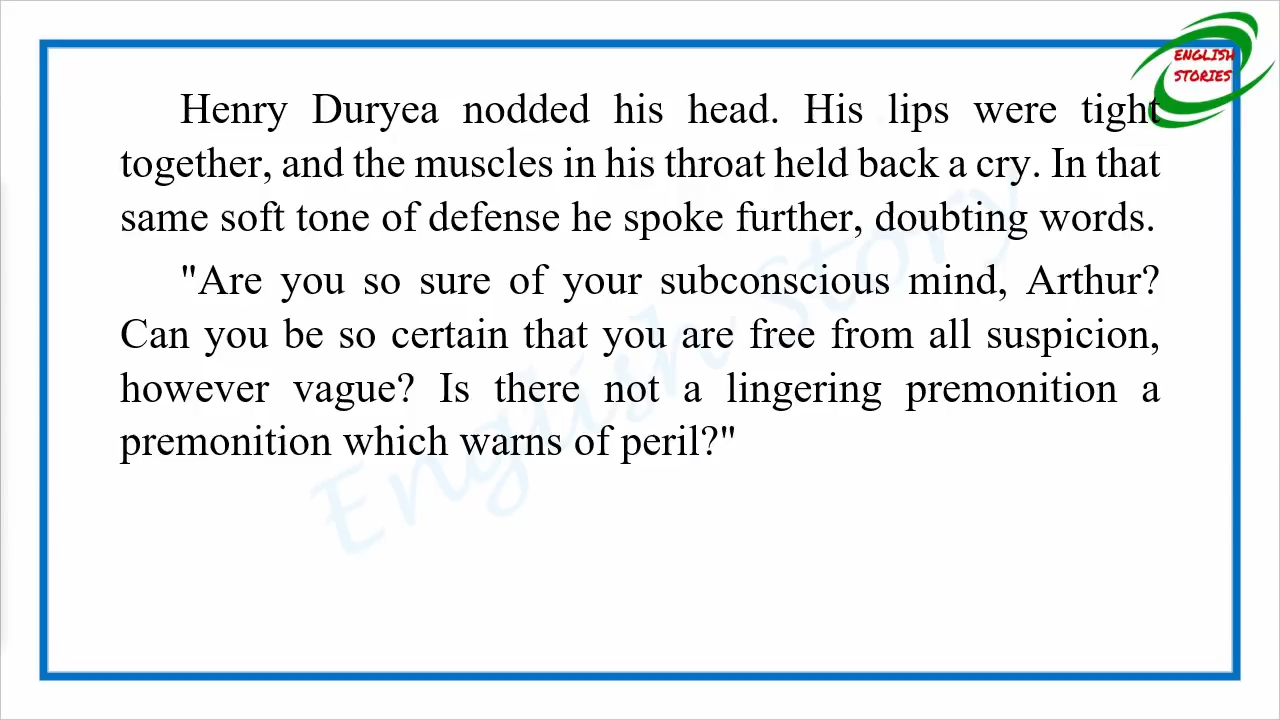 ENGLISH
STORIES
Henry Duryea nodded his head. His lips were tight
together, and the muscles in his throat held back a cry. In that
same soft tone of defense he spoke further, doubting words.
"Are you so sure of your subconscious mind, Arthur?
Can you be so certain that you are free from all suspicion,
however vague? Is there not a lingering premonition a
premonition which warns of peril?"
English Story